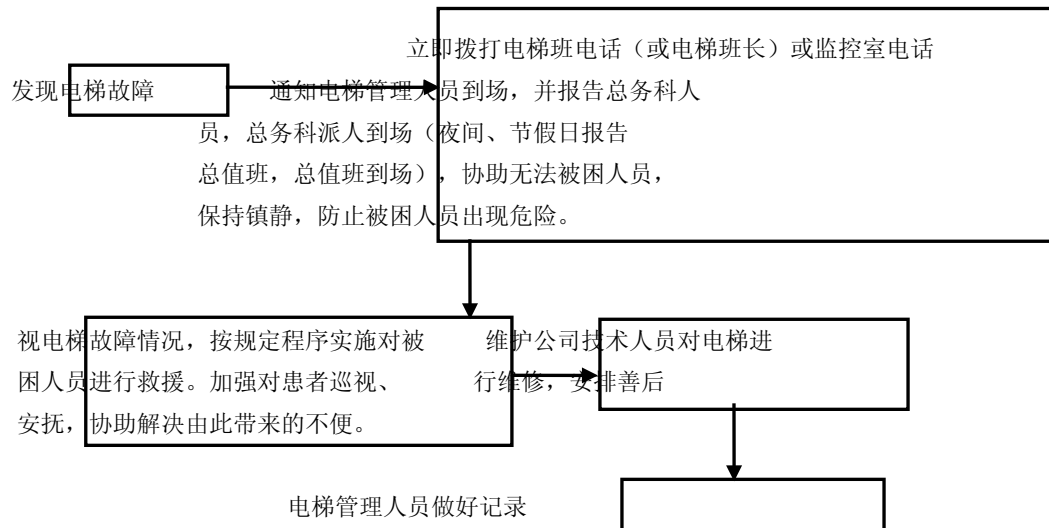 立即拨打电梯班电话（或电梯班长）或监控室电话
发现电梯故障 通知电梯管理人员到场，并报告总务科人
员，总务科派人到场（夜间、节假日报告
总值班，总值班到场），协助无法被困人员，
保持镇静，防止被困人员出现危险。
视电梯故障情况，按规定程序实施对被 维护公司技术人员对电梯进
困人员进行救援。加强对患者巡视、 行维修，安排善后
安抚，协助解决由此带来的不便。
电梯管理人员做好记录